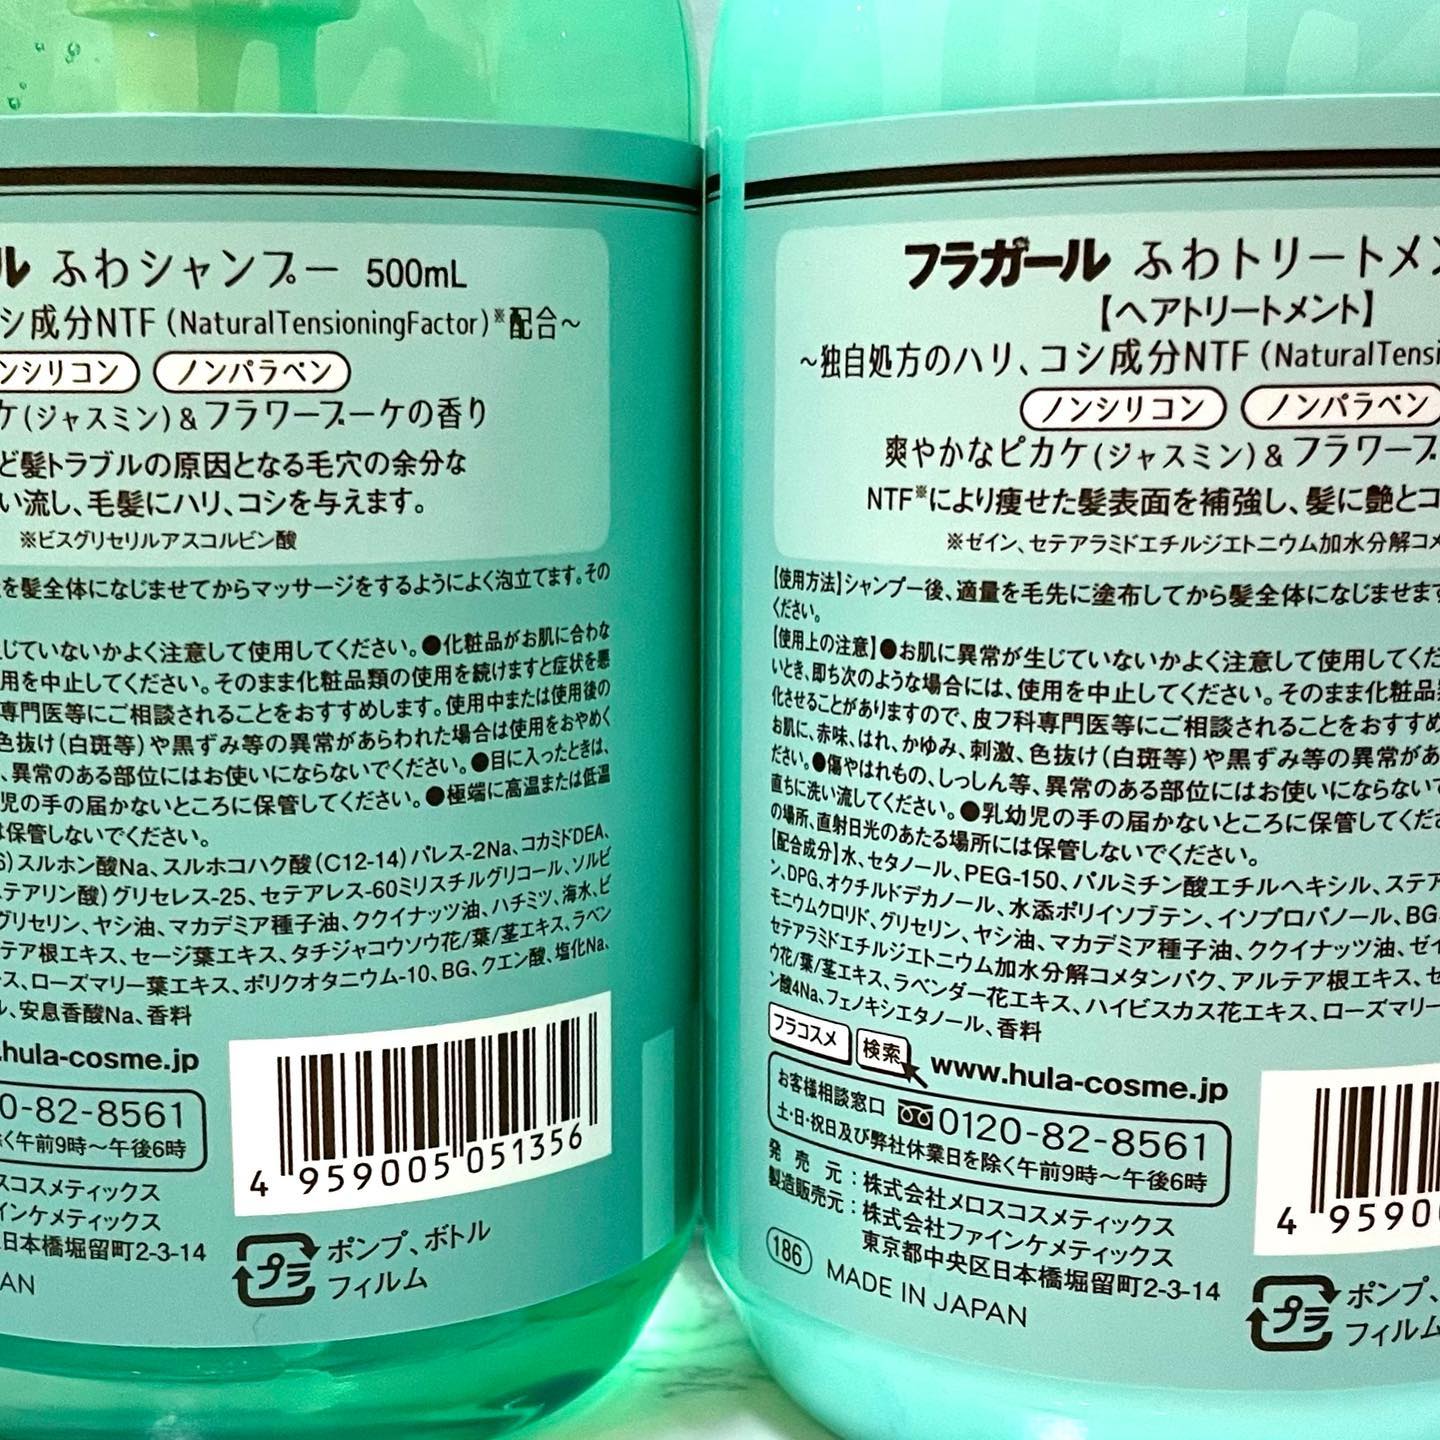 ール ふわシャンプー 500mL
シ成分NTF(NaturalTensioningFactor)※配合～
ンシリコン ノンパラベン
ケ(ジャスミン)&フラワーブーケの香り
ど髪トラブルの原因となる毛穴の余分な
い流し、毛髪にハリ、コシを与えます。
※ビスグリセリルアスコルビン酸
を髪全体になじませてからマッサージをするようによく泡立てます。その
じていないかよく注意して使用してください。●化粧品がお肌に合わな
用を中止してください。そのまま化粧品類の使用を続けますと症状を悪
専門医等にご相談されることをおすすめします。使用中または使用後の
色抜け(白斑等)や黒ずみ等の異常があらわれた場合は使用をおやめく
、異常のある部位にはお使いにならないでください。●目に入ったときは、
児の手の届かないところに保管してください。●極端に高温または低温
は保管しないでください。
6)スルホン酸Na、スルホコハク酸(C12-14)パレス-2Na、コカミドDEA、
ステアリン酸)グリセレス-25、セテアレス-60ミリスチルグリコール、ソルビ
グリセリン、ヤシ油、マカデミア種子油、ククイナッツ油、ハチミツ、海水、ビ
テア根エキス、セージ葉エキス、タチジャコウソウ花/葉/茎エキス、ラベン
ス、ローズマリー葉エキス、ポリクオタニウム-10、BG、クエン酸、塩化Na、
ル、安息香酸Na、香料
.hula-cosme.jp
0-82-8561
く午前9時～午後6時
スコスメティックス
インケメティックス
日本橋堀留町2-3-14
PAN
4 959005 051356
プラ ポンプ、ボトル
フィルム
フラガール ふわトリートメン
【ヘアトリートメント】
～独自処方のハリ、コシ成分NTF(NaturalTensi
ノンシリコン ノンパラベン
爽やかなピカケ(ジャスミン)&フラワーブ
NTF※により痩せた髪表面を補強し、髪に艶とコ
※ゼイン、セテアラミドエチルジエトニウム加水分解コメ
【使用方法】シャンプー後、適量を毛先に塗布してから髪全体になじませます
ください。
【使用上の注意】●お肌に異常が生じていないかよく注意して使用してくだ
いとき、即ち次のような場合には、使用を中止してください。そのまま化粧品
化させることがありますので、皮フ科専門医等にご相談されることをおすすめ
お肌に、赤味、はれ、かゆみ、刺激、色抜け(白斑等)や黒ずみ等の異常があ
ださい。●傷やはれもの、しっしん等、異常のある部位にはお使いにならないで
直ちに洗い流してください。●乳幼児の手の届かないところに保管してくださ
の場所、直射日光のあたる場所には保管しないでください。
【配合成分】水、セタノール、PEG-150、パルミチン酸エチルヘキシル、ステア
ン、DPG、オクチルドデカノール、水添ポリイソブテン、イソプロパノール、BG
モニウムクロリド、グリセリン、ヤシ油、マカデミア種子油、ククイナッツ油、ゼイ
セテアラミドエチルジエトニウム加水分解コメタンパク、アルテア根エキス、セ
ウ花/葉/茎エキス、ラベンダー花エキス、ハイビスカス花エキス、ローズマリー
ン酸4Na、フェノキシエタノール、香料
フラコスメ 検索 www.hula-cosme.jp
お客様相談窓口 0120-82-8561
土・日・祝日及び弊社休業日を除く午前9時～午後6時
発売元:株式会社メロスコスメティックス
製造販売元:株式会社ファインケメティックス
東京都中央区日本橋堀留町2-3-14
186 MADE IN JAPAN
4 9590
プラ ポンプ、
フィルム